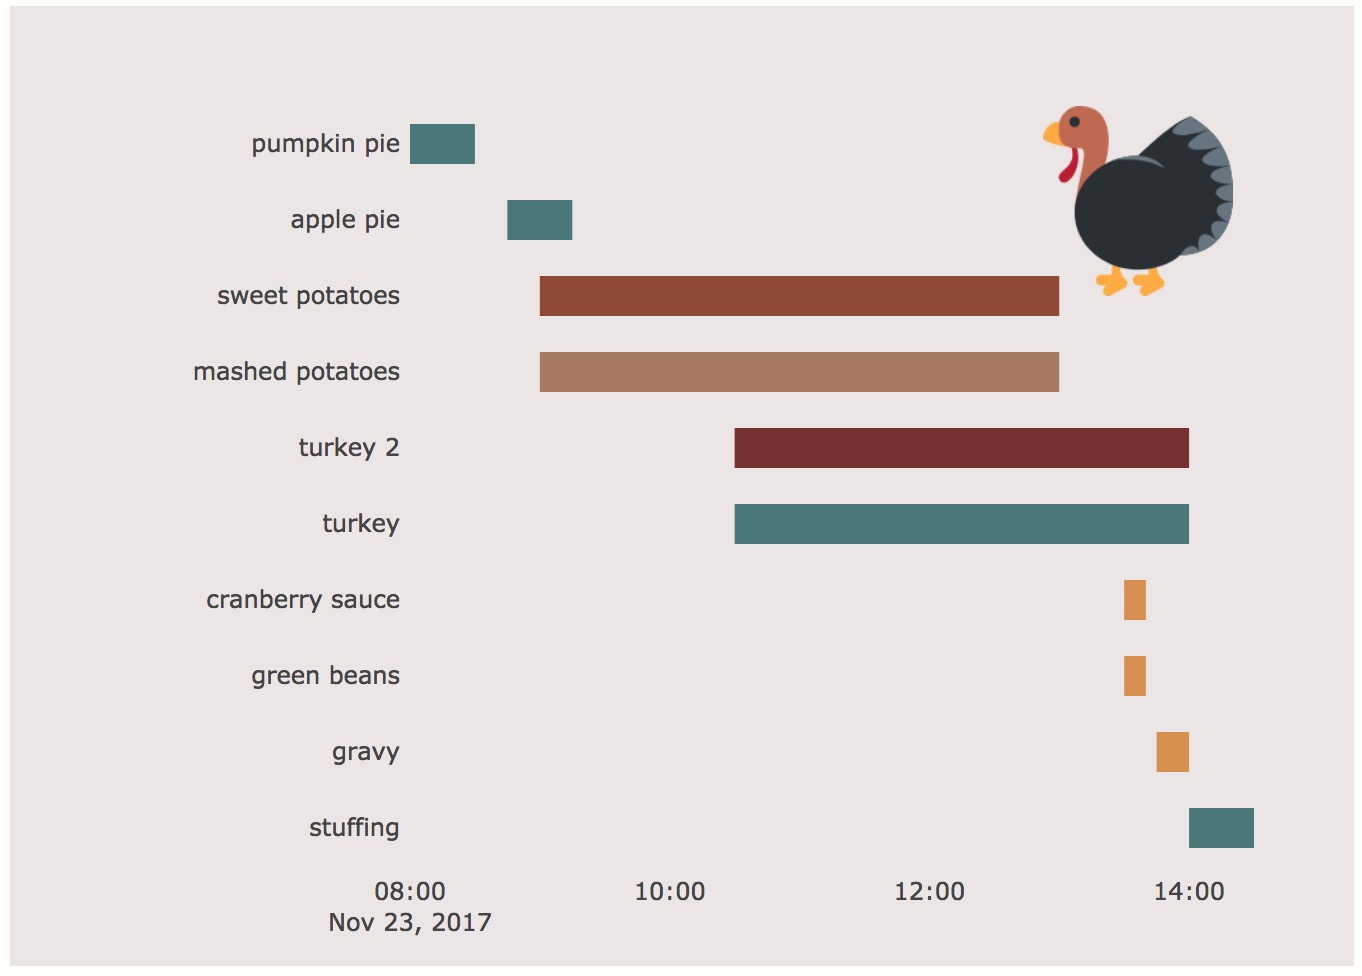 pumpkin pie
apple pie
sweet potatoes
mashed potatoes
turkey 2
turkey
cranberry sauce
green beans
gravy
stuffing
08:00 10:00 12:00 14:00
Nov 23, 2017